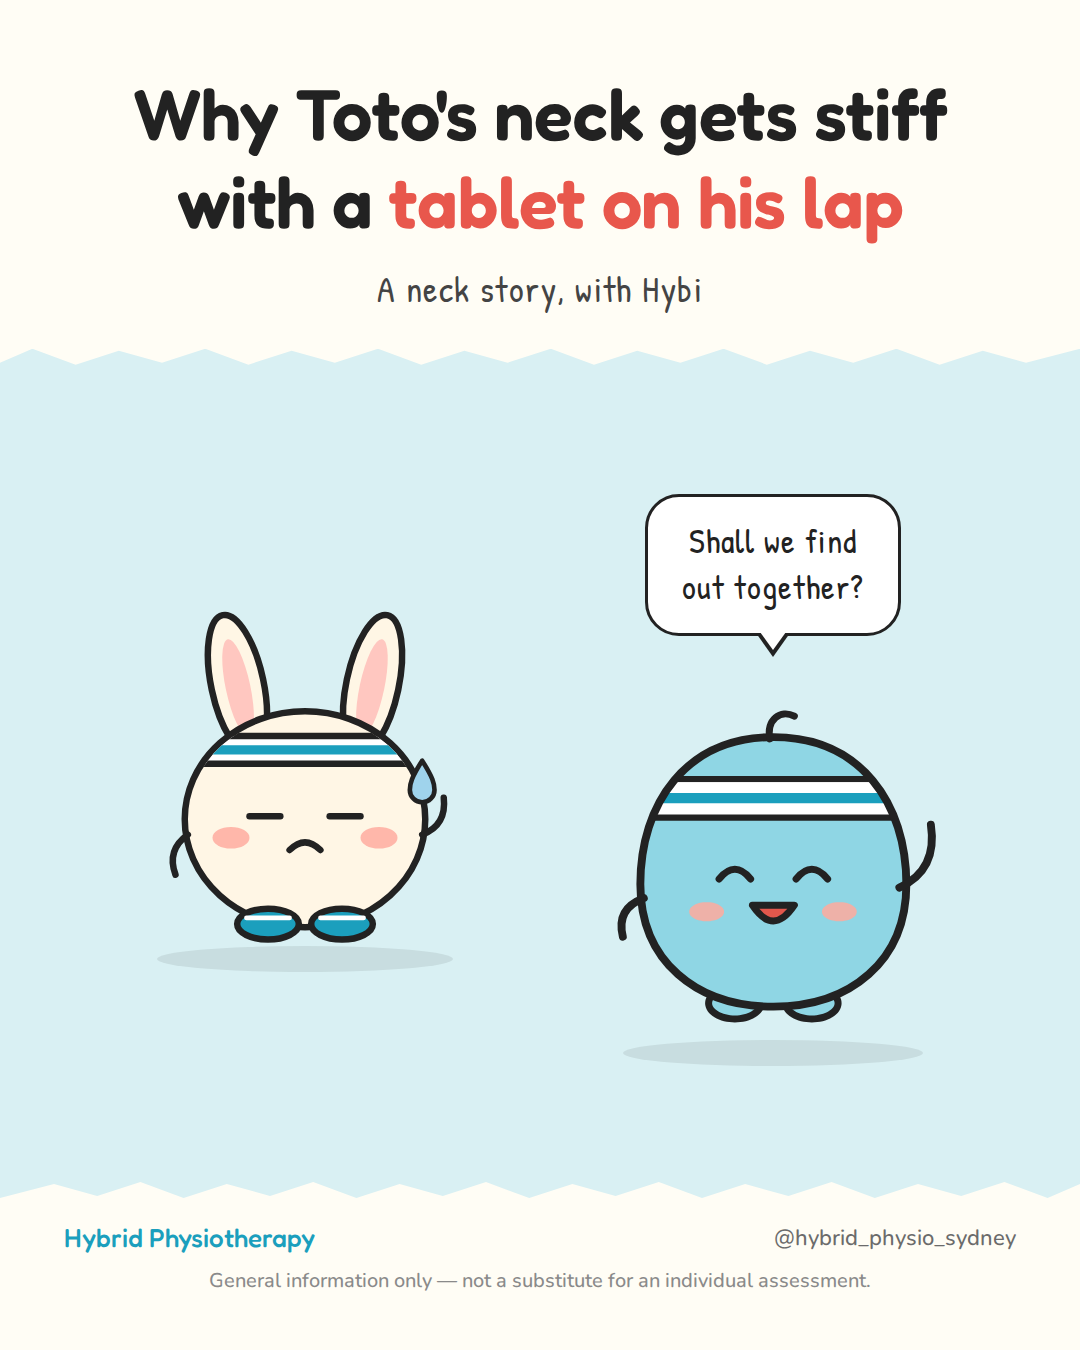 Why Toto's neck gets stiff
with a tablet on his lap
A neck story, with Hybi
Shall we find
out together?
Hybrid Physiotherapy
@hybrid_physio_sydney
General information only — not a substitute for an individual assessment.